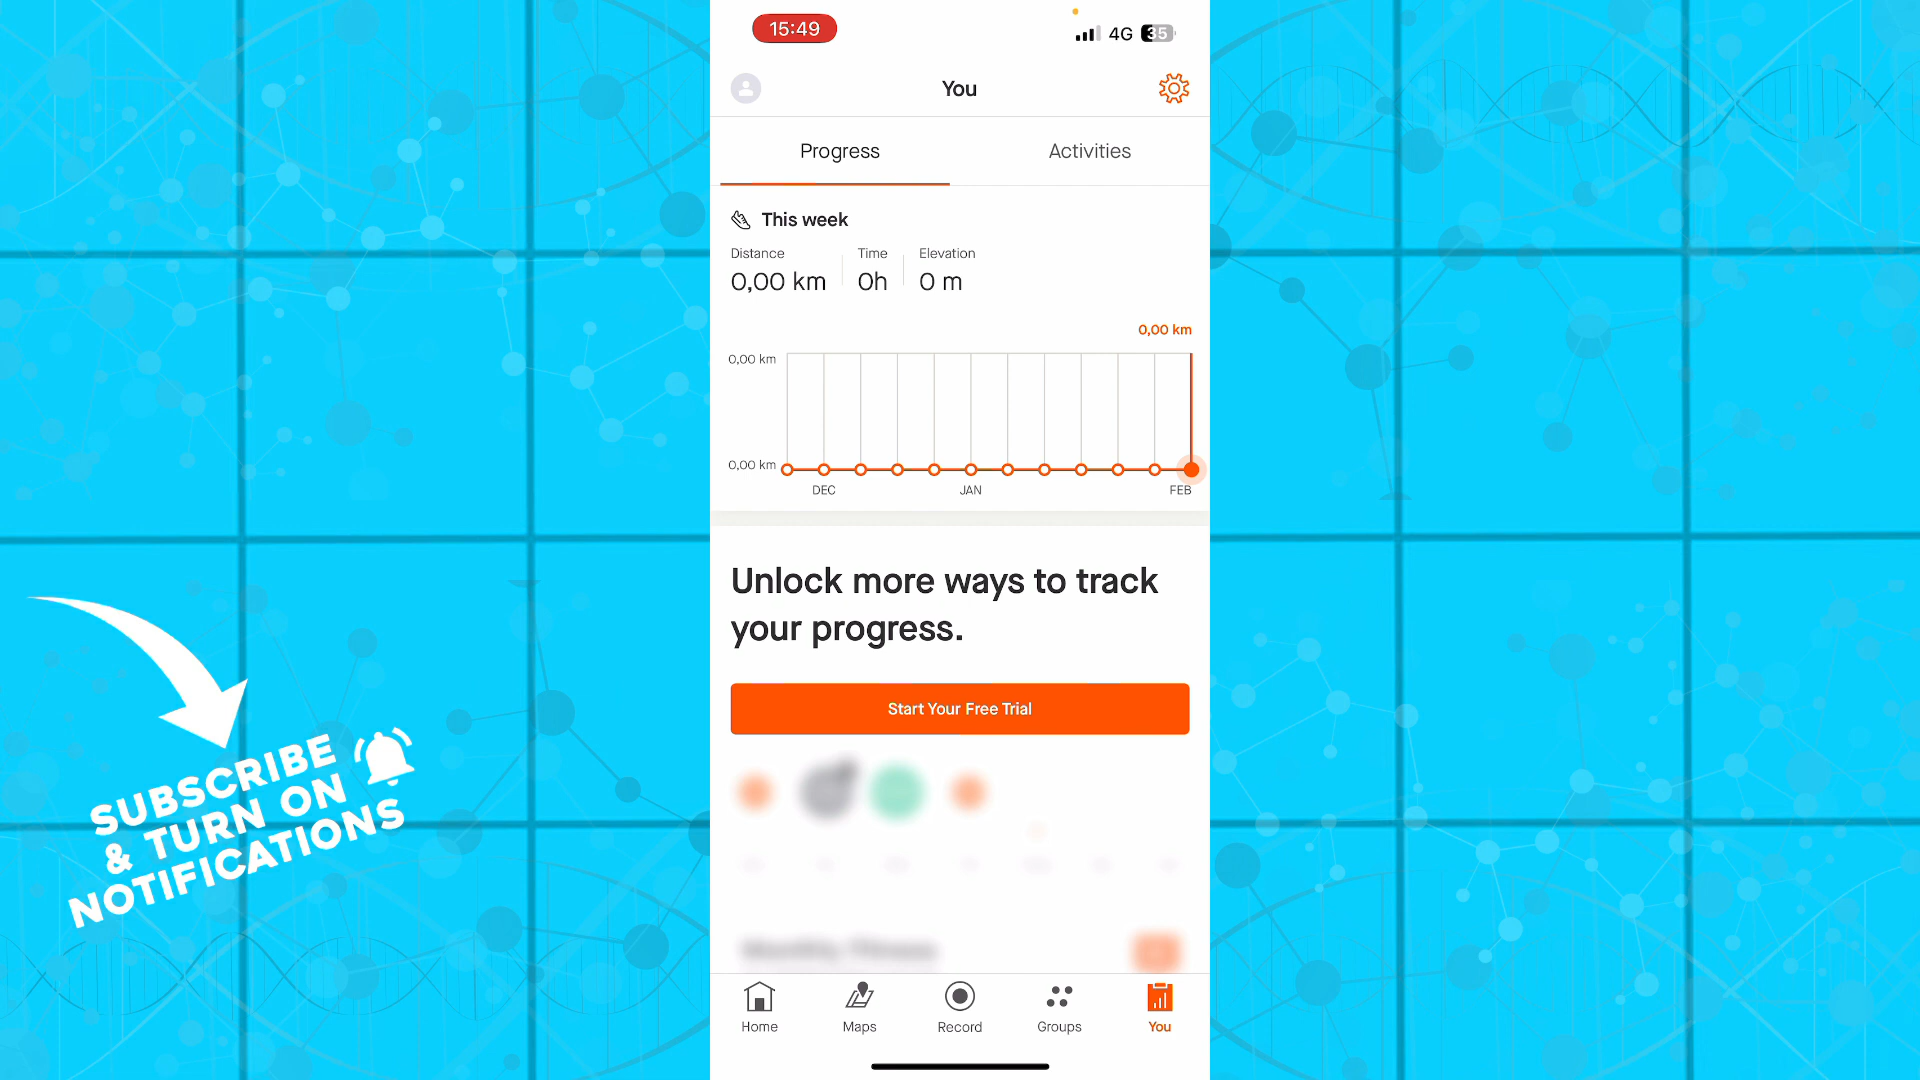 15:49
4G 35
You
Progress
Activities
This week
Distance
Time
Elevation
0,00 km
0h
0 m
0,00 km
0,00 km
0,00 km
DEC
JAN
FEB
Unlock more ways to track
your progress.
Start Your Free Trial
Home
Maps
Record
Groups
You
SUBSCRIBE
& TURN ON
NOTIFICATIONS